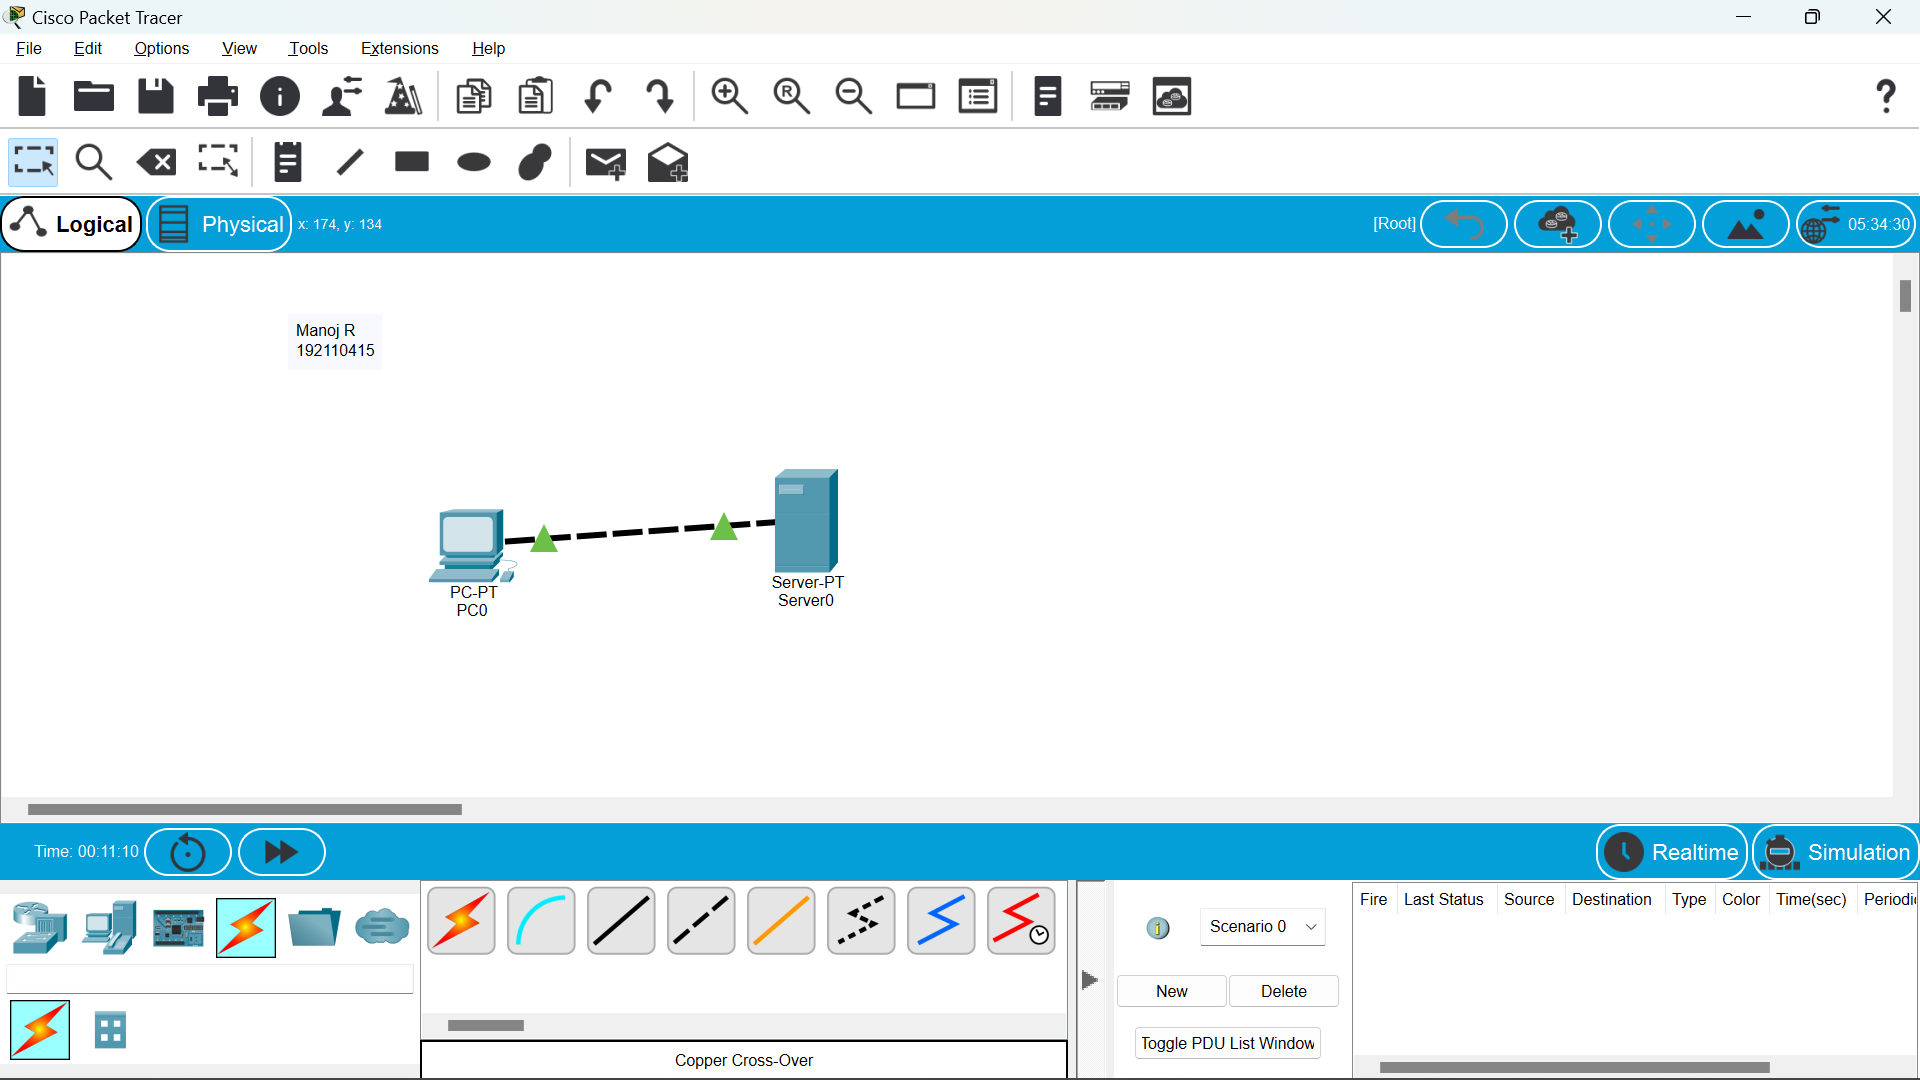 Cisco Packet Tracer
File Edit Options View Tools Extensions Help
Logical Physical x: 174, y: 134 [Root] 05:34:30
Manoj R
192110415
PC-PT
PC0
Server-PT
Server0
Time: 00:11:10 Realtime Simulation
Fire Last Status Source Destination Type Color Time(sec) Periodi
Scenario 0
New Delete
Toggle PDU List Window
Copper Cross-Over